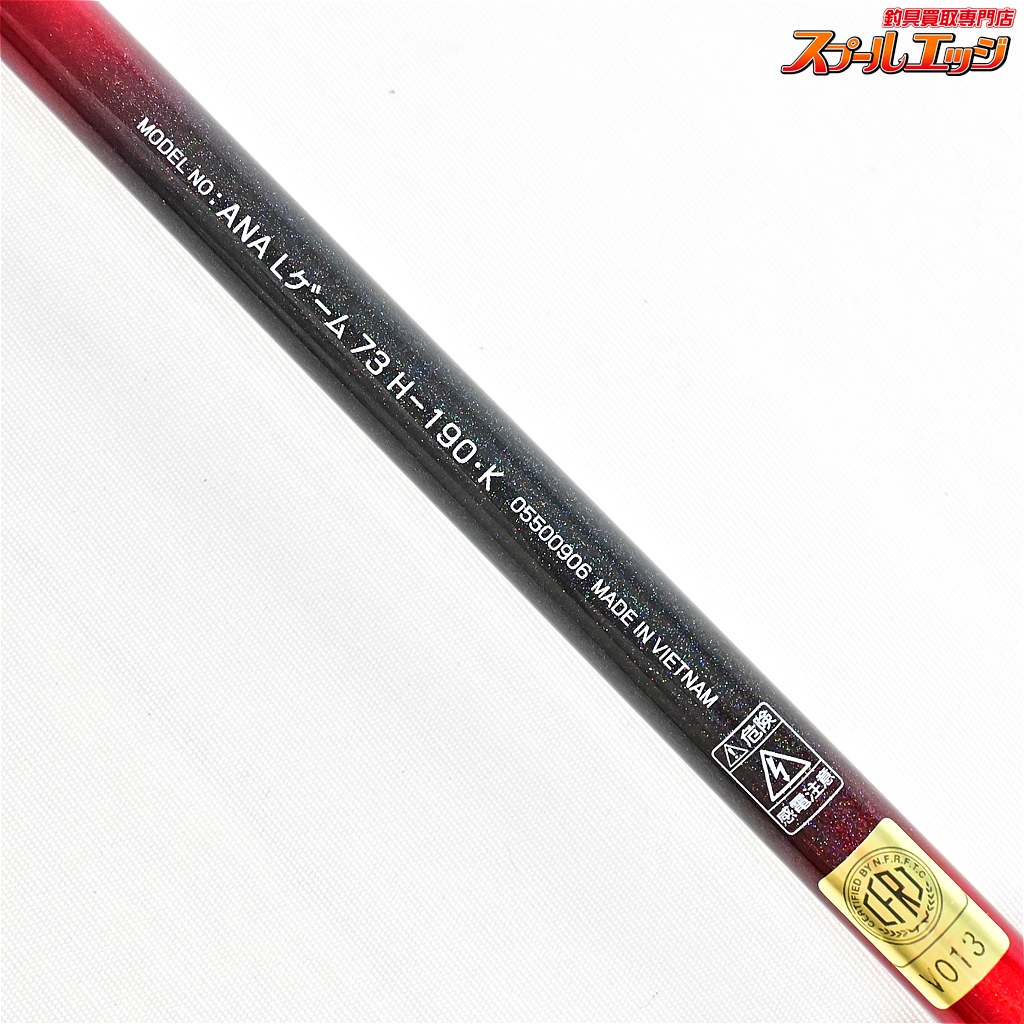 釣具買取専門店
スプールエッジ
MODEL NO: ANA Lゲーム 73 H-190・K 05500906 MADE IN VIETNAM
危険
感電注意
CERTIFIED BY N.F.R.F.T.C
CFRJ
V013